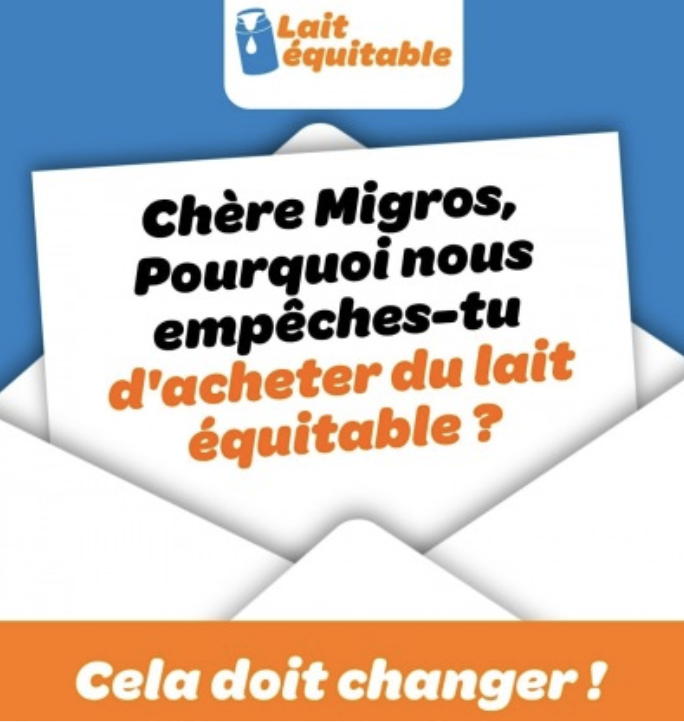 Lait
équitable
Chère Migros,
Pourquoi nous
empêches-tu
d'acheter du lait
équitable ?
Cela doit changer !